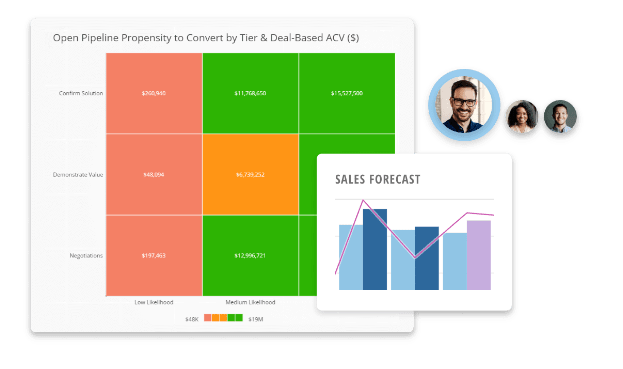 Open Pipeline Propensity to Convert by Tier & Deal-Based ACV ($)
Confirm Solution
$260,940
$11,768,650
$15,527,500
Demonstrate Value
$48,094
$6,739,252
SALES FORECAST
Negotiations
$197,463
$12,996,721
Low Likelihood
Medium Likelihood
$48K
$19M